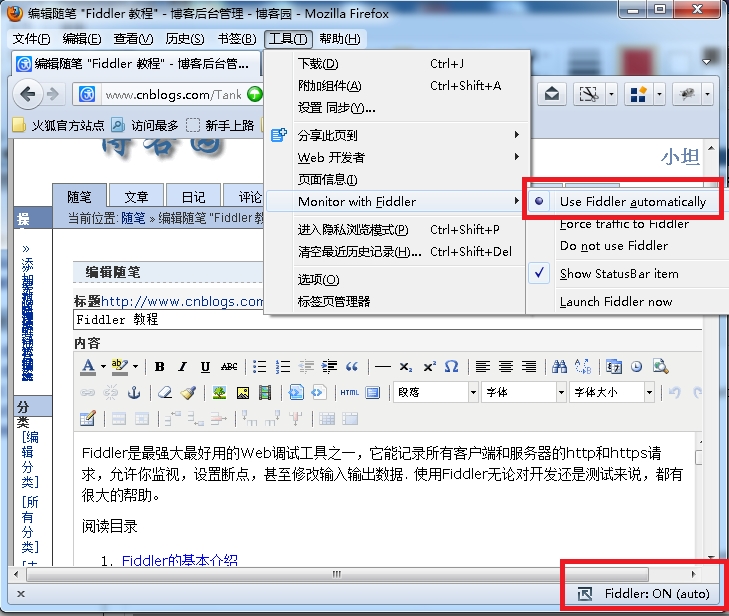 编辑随笔 "Fiddler 教程" - 博客后台管理 - 博客园 - Mozilla Firefox
文件(F) 编辑(E) 查看(V) 历史(S) 书签(B) 工具(T) 帮助(H)
编辑随笔 "Fiddler 教程" - 博客后台管...
www.cnblogs.com/Tank
火狐官方站点 访问最多 新手上路
下载(D) Ctrl+J
附加组件(A) Ctrl+Shift+A
设置 同步(Y)...
分享此页到
Web 开发者
页面信息(I)
Monitor with Fiddler
进入隐私浏览模式(P) Ctrl+Shift+P
清空最近历史记录(H)... Ctrl+Shift+Del
选项(O)
标签页管理器
Use Fiddler automatically
Force traffic to Fiddler
Do not use Fiddler
Show StatusBar item
Launch Fiddler now
博客园
小坦
随笔 文章 日记 评论
当前位置: 随笔 » 编辑随笔 "Fiddler 教
操
» 添加
分类
[编辑分类]
[所有分类]
编辑随笔
标题http://www.cnblogs.com
Fiddler 教程
内容
A ab B I U ABC “ — x₂ x² Ω
HTML 段落 字体 字体大小
Fiddler是最强大最好用的Web调试工具之一，它能记录所有客户端和服务器的http和https请
求，允许你监视，设置断点，甚至修改输入输出数据. 使用Fiddler无论对开发还是测试来说，都有
很大的帮助。
阅读目录
1. Fiddler的基本介绍
Fiddler: ON (auto)